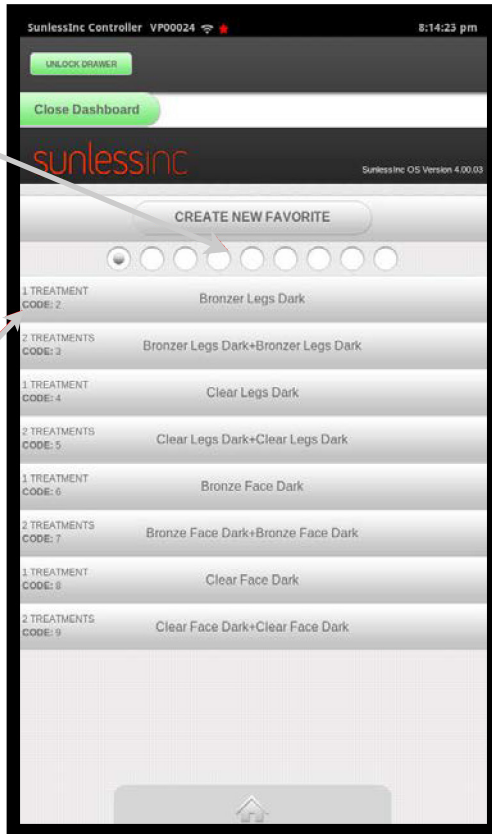 SunlessInc Controller VP00024 8:14:23 pm
UNLOCK DRAWER
Close Dashboard
sunlessinc
SunlessInc OS Version 4.00.03
CREATE NEW FAVORITE
1 TREATMENT
CODE: 2
Bronzer Legs Dark
2 TREATMENTS
CODE: 3
Bronzer Legs Dark+Bronzer Legs Dark
1 TREATMENT
CODE: 4
Clear Legs Dark
2 TREATMENTS
CODE: 5
Clear Legs Dark+Clear Legs Dark
1 TREATMENT
CODE: 6
Bronze Face Dark
2 TREATMENTS
CODE: 7
Bronze Face Dark+Bronze Face Dark
1 TREATMENT
CODE: 8
Clear Face Dark
2 TREATMENTS
CODE: 9
Clear Face Dark+Clear Face Dark